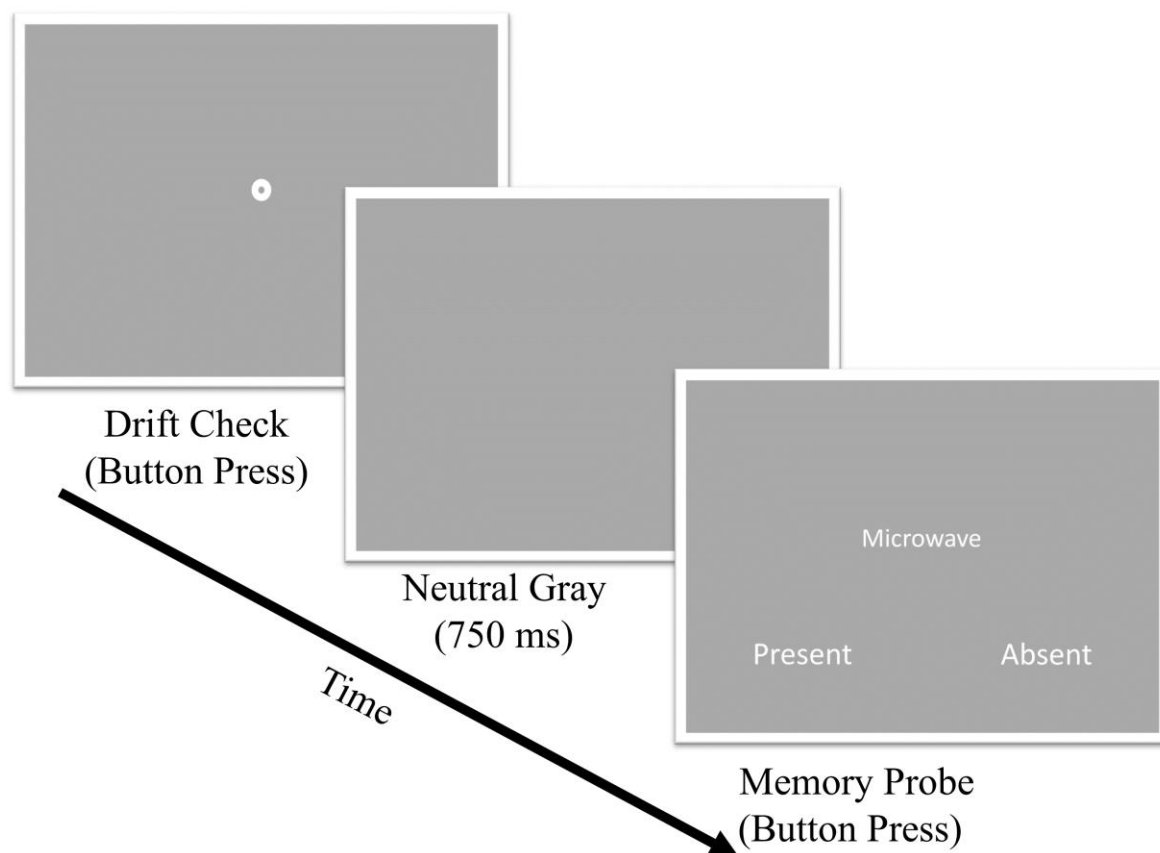 Drift Check
(Button Press)
Neutral Gray
(750 ms)
Time
Microwave
Present Absent
Memory Probe
(Button Press)